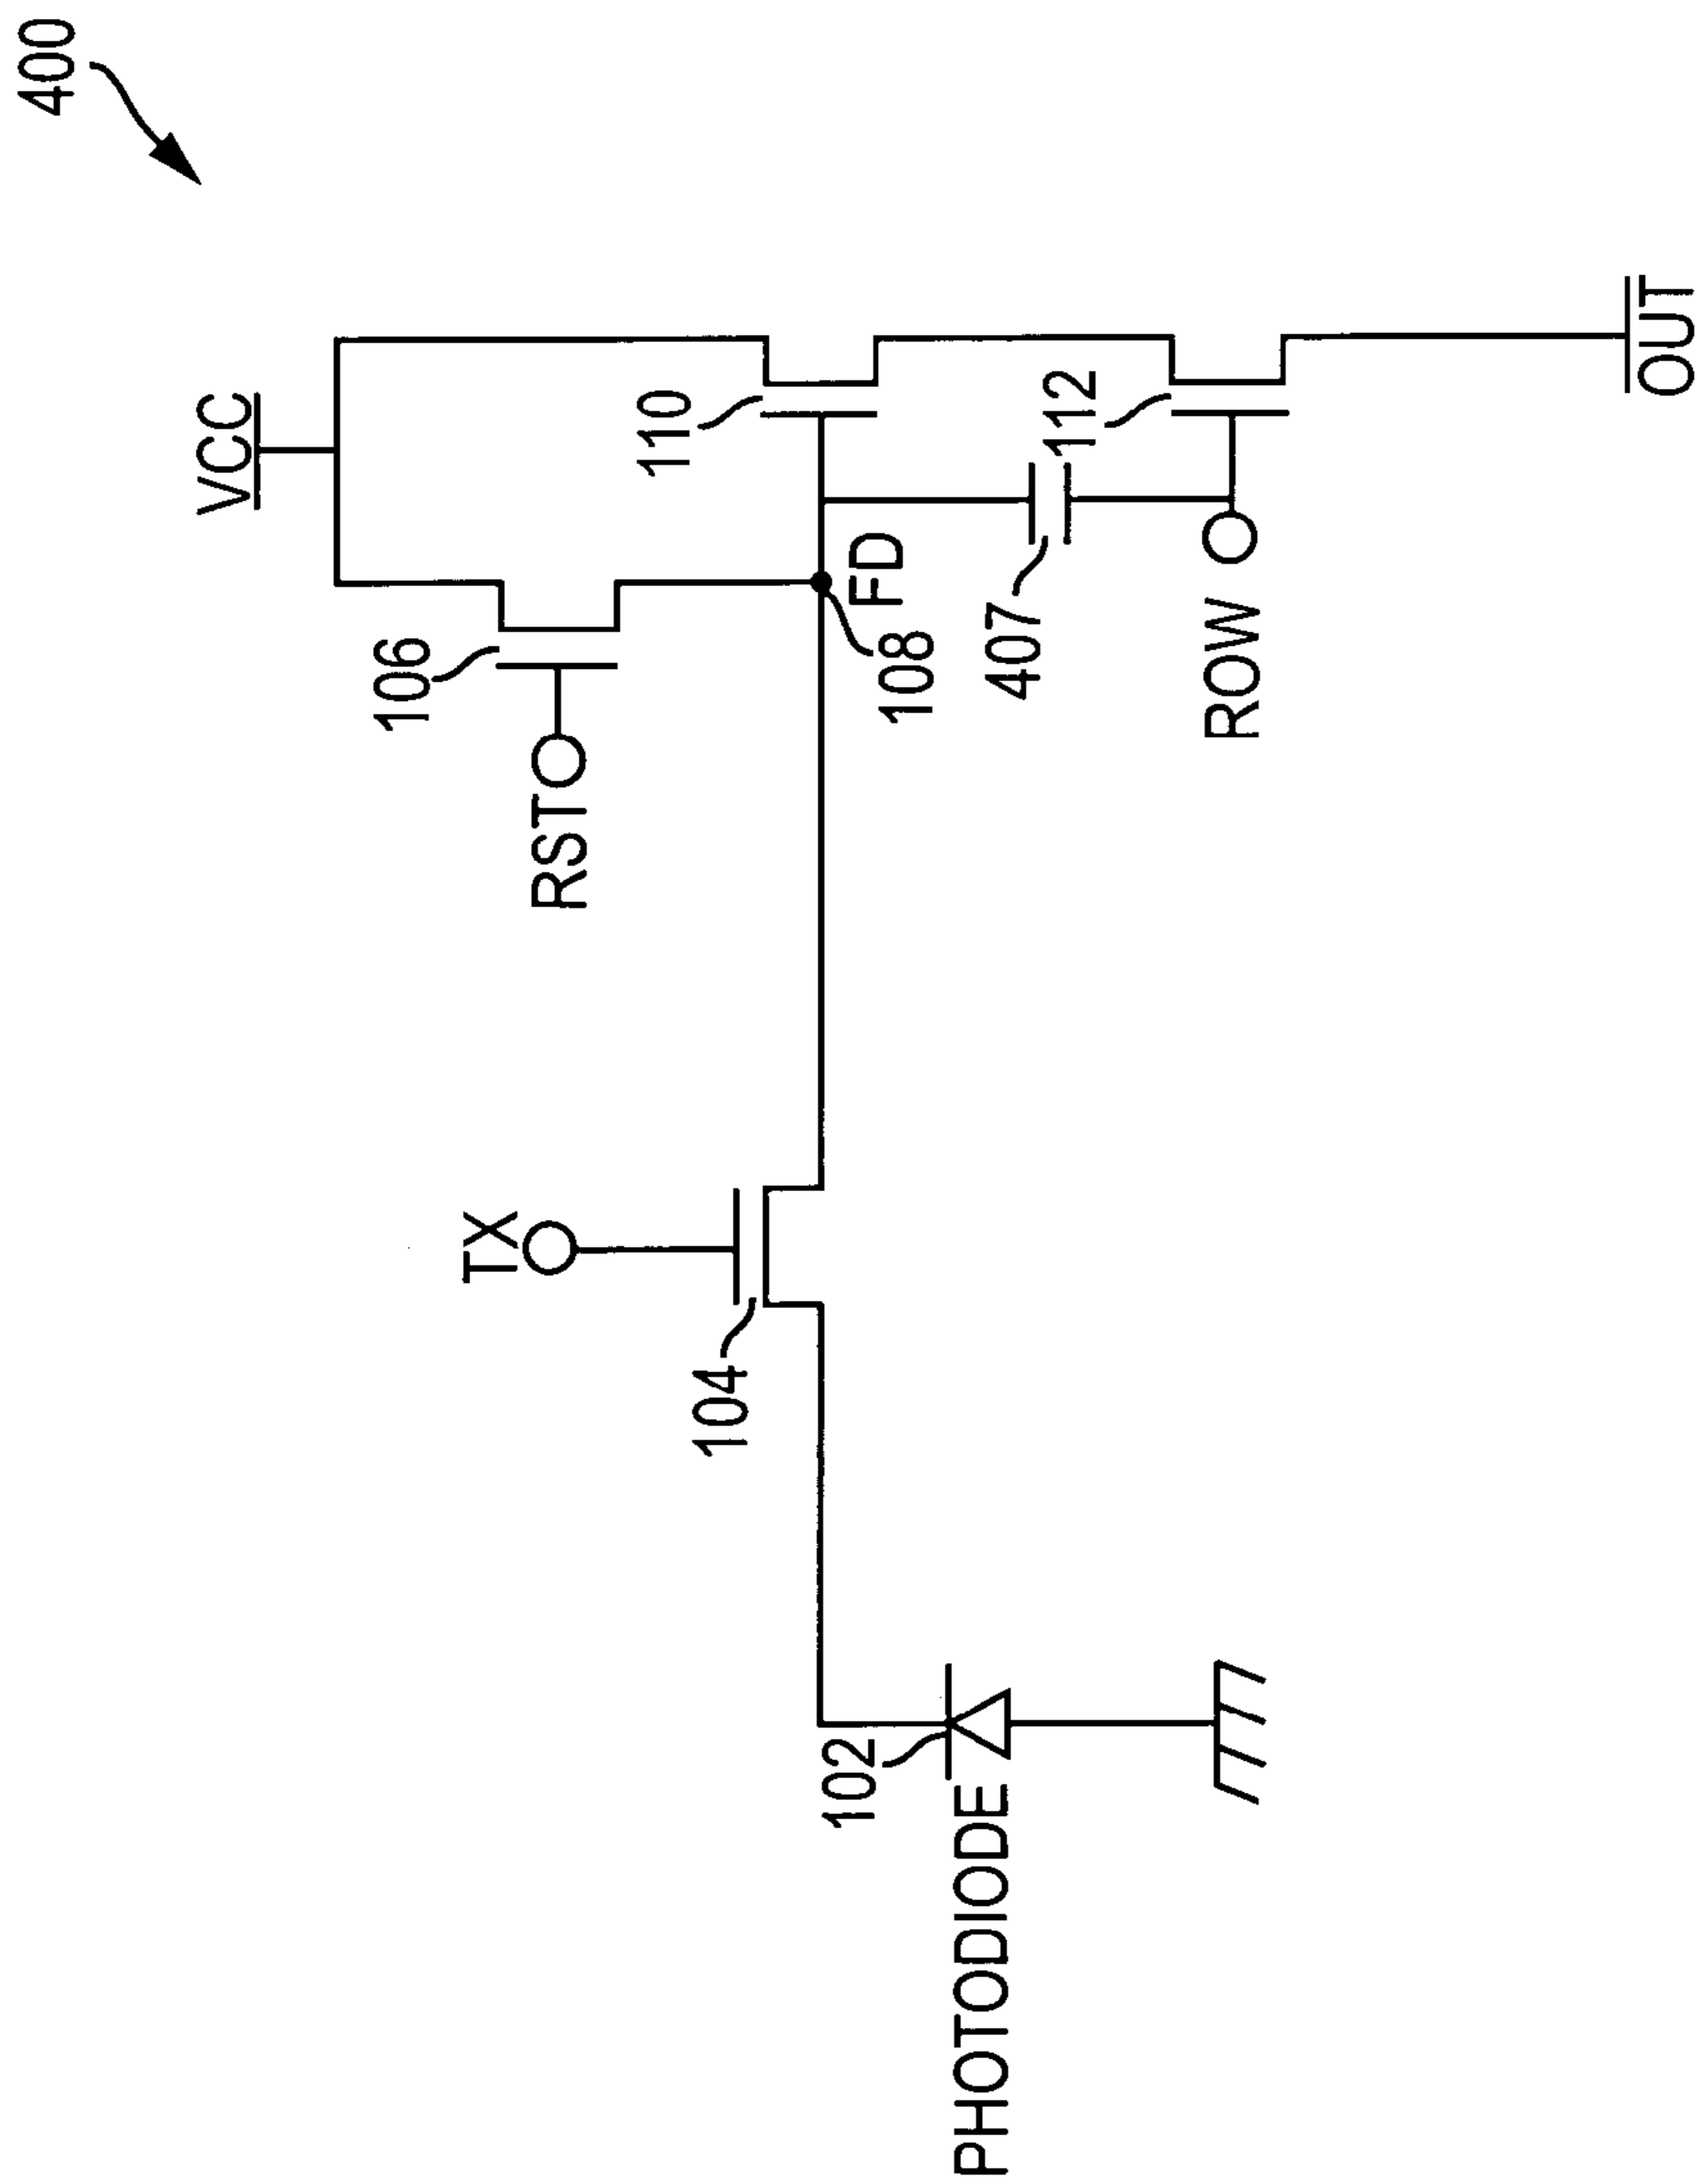 400
VCC
106
110
RST
FD
108
407
112
ROW
OUT
TX
104
102
PHOTODIODE